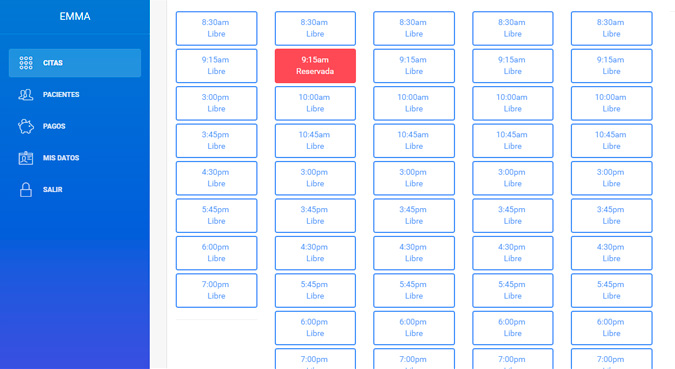 EMMA
CITAS
PACIENTES
PAGOS
MIS DATOS
SALIR
8:30am
Libre
9:15am
Libre
3:00pm
Libre
3:45pm
Libre
4:30pm
Libre
5:45pm
Libre
6:00pm
Libre
7:00pm
Libre
8:30am
Libre
9:15am
Reservada
10:00am
Libre
10:45am
Libre
3:00pm
Libre
3:45pm
Libre
4:30pm
Libre
5:45pm
Libre
6:00pm
Libre
7:00pm
Libre
8:30am
Libre
9:15am
Libre
10:00am
Libre
10:45am
Libre
3:00pm
Libre
3:45pm
Libre
4:30pm
Libre
5:45pm
Libre
6:00pm
Libre
7:00pm
Libre
8:30am
Libre
9:15am
Libre
10:00am
Libre
10:45am
Libre
3:00pm
Libre
3:45pm
Libre
4:30pm
Libre
5:45pm
Libre
6:00pm
Libre
7:00pm
Libre
8:30am
Libre
9:15am
Libre
10:00am
Libre
10:45am
Libre
3:00pm
Libre
3:45pm
Libre
4:30pm
Libre
5:45pm
Libre
6:00pm
Libre
7:00pm
Libre